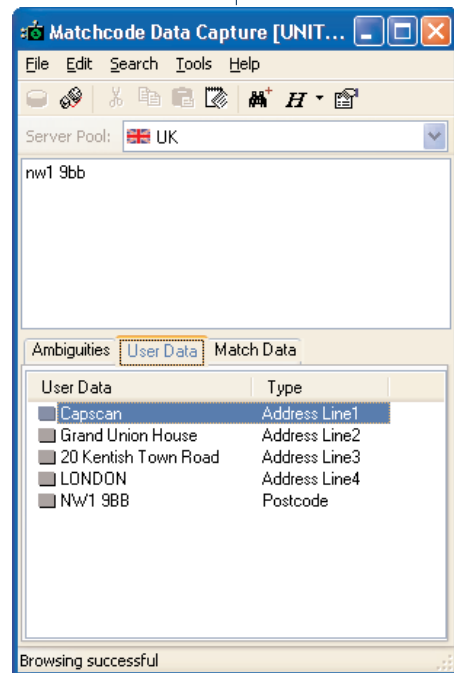 Matchcode Data Capture [UNIT...
File Edit Search Tools Help
H
Server Pool: UK
nw1 9bb
Ambiguities User Data Match Data
User Data Type
Capscan Address Line1
Grand Union House Address Line2
20 Kentish Town Road Address Line3
LONDON Address Line4
NW1 9BB Postcode
Browsing successful